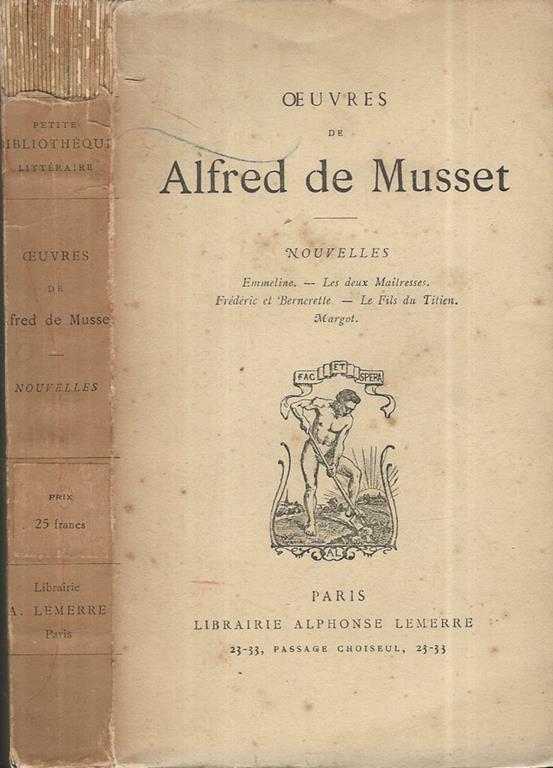 PETITE
BIBLIOTHÈQUE
LITTÉRAIRE
ŒUVRES
DE
fred de Musse
NOUVELLES
PRIX
25 francs
Librairie
A. LEMERRE
Paris
ŒUVRES
DE
Alfred de Musset
NOUVELLES
Emmeline. — Les deux Maîtresses.
Frédéric et Bernerette — Le Fils du Titien.
Margot.
FAC ET SPERA
AL
PARIS
LIBRAIRIE ALPHONSE LEMERRE
23-33, PASSAGE CHOISEUL, 23-33